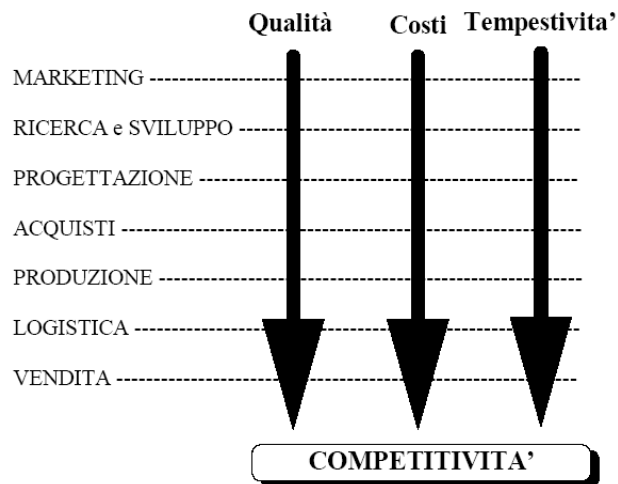 Qualità Costi Tempestivita'
MARKETING
RICERCA e SVILUPPO
PROGETTAZIONE
ACQUISTI
PRODUZIONE
LOGISTICA
VENDITA
COMPETITIVITA'